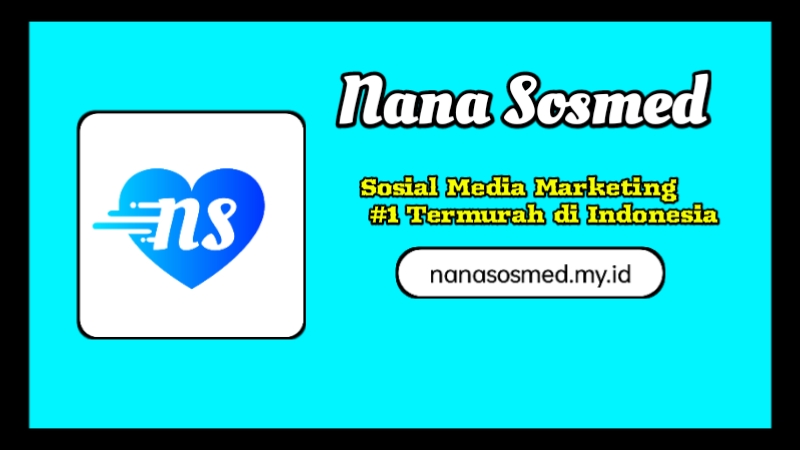 Nana Sosmed
ns
Sosial Media Marketing
#1 Termurah di Indonesia
nanasosmed.my.id